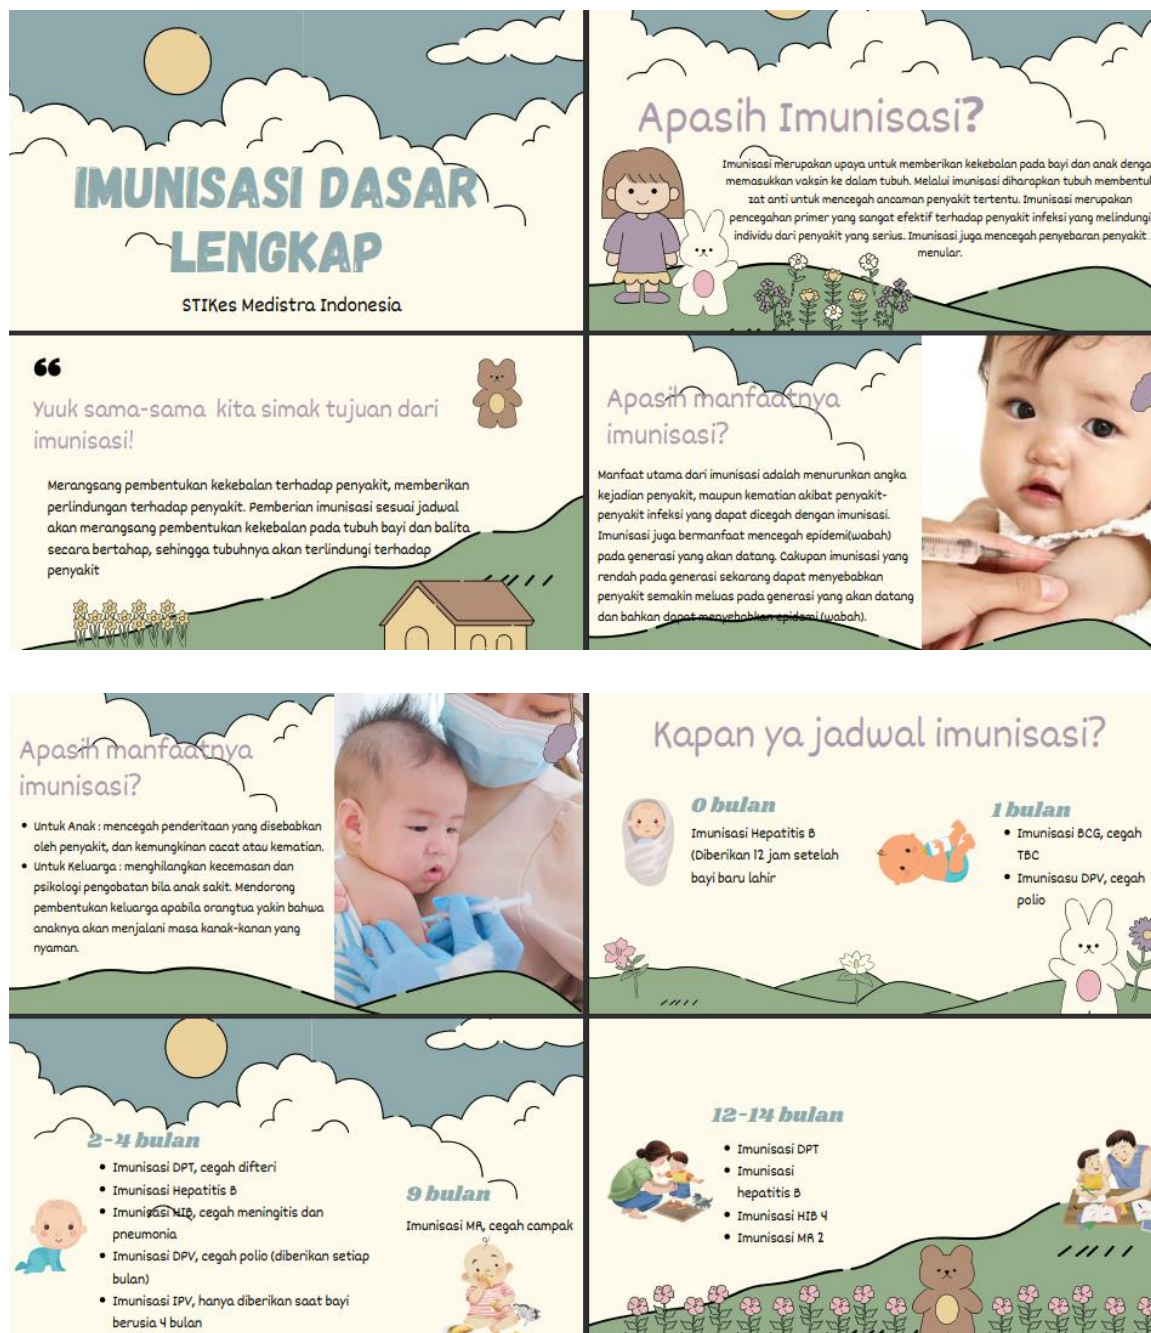 IMUNISASI DASAR
LENGKAP
STIKes Medistra Indonesia
Apasih Imunisasi?
Imunisasi merupakan upaya untuk memberikan kekebalan pada bayi dan anak denga
memasukkan vaksin ke dalam tubuh. Melalui imunisasi diharapkan tubuh membentuk
zat anti untuk mencegah ancaman penyakit tertentu. Imunisasi merupakan
pencegahan primer yang sangat efektif terhadap penyakit infeksi yang melindungi
individu dari penyakit yang serius. Imunisasi juga mencegah penyebaran penyakit
menular.
❝
Yuuk sama-sama kita simak tujuan dari
imunisasi!
Merangsang pembentukan kekebalan terhadap penyakit, memberikan
perlindungan terhadap penyakit. Pemberian imunisasi sesuai jadwal
akan merangsang pembentukan kekebalan pada tubuh bayi dan balita
secara bertahap, sehingga tubuhnya akan terlindungi terhadap
penyakit
Apasih manfaatnya
imunisasi?
Manfaat utama dari imunisasi adalah menurunkan angka
kejadian penyakit, maupun kematian akibat penyakit-
penyakit infeksi yang dapat dicegah dengan imunisasi.
Imunisasi juga bermanfaat mencegah epidemi(wabah)
pada generasi yang akan datang. Cakupan imunisasi yang
rendah pada generasi sekarang dapat menyebabkan
penyakit semakin meluas pada generasi yang akan datang
dan bahkan dapat menyebabkan epidemi (wabah).
Apasih manfaatnya
imunisasi?
• Untuk Anak : mencegah penderitaan yang disebabkan
oleh penyakit, dan kemungkinan cacat atau kematian.
• Untuk Keluarga : menghilangkan kecemasan dan
psikologi pengobatan bila anak sakit. Mendorong
pembentukan keluarga apabila orangtua yakin bahwa
anaknya akan menjalani masa kanak-kanan yang
nyaman.
Kapan ya jadwal imunisasi?
0 bulan
Imunisasi Hepatitis B
(Diberikan 12 jam setelah
bayi baru lahir
1 bulan
• Imunisasi BCG, cegah
TBC
• Imunisasu DPV, cegah
polio
2-4 bulan
• Imunisasi DPT, cegah difteri
• Imunisasi Hepatitis B
• Imunisasi HIB, cegah meningitis dan
pneumonia
• Imunisasi DPV, cegah polio (diberikan setiap
bulan)
• Imunisasi IPV, hanya diberikan saat bayi
berusia 4 bulan
9 bulan
Imunisasi MR, cegah campak
12-14 bulan
• Imunisasi DPT
• Imunisasi
hepatitis B
• Imunisasi HIB 4
• Imunisasi MR 2